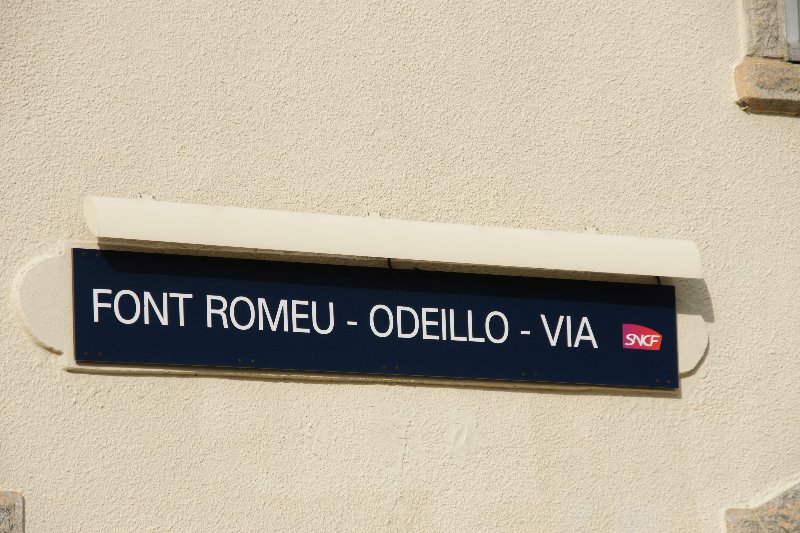 FONT ROMEU - ODEILLO - VIA
SNCF